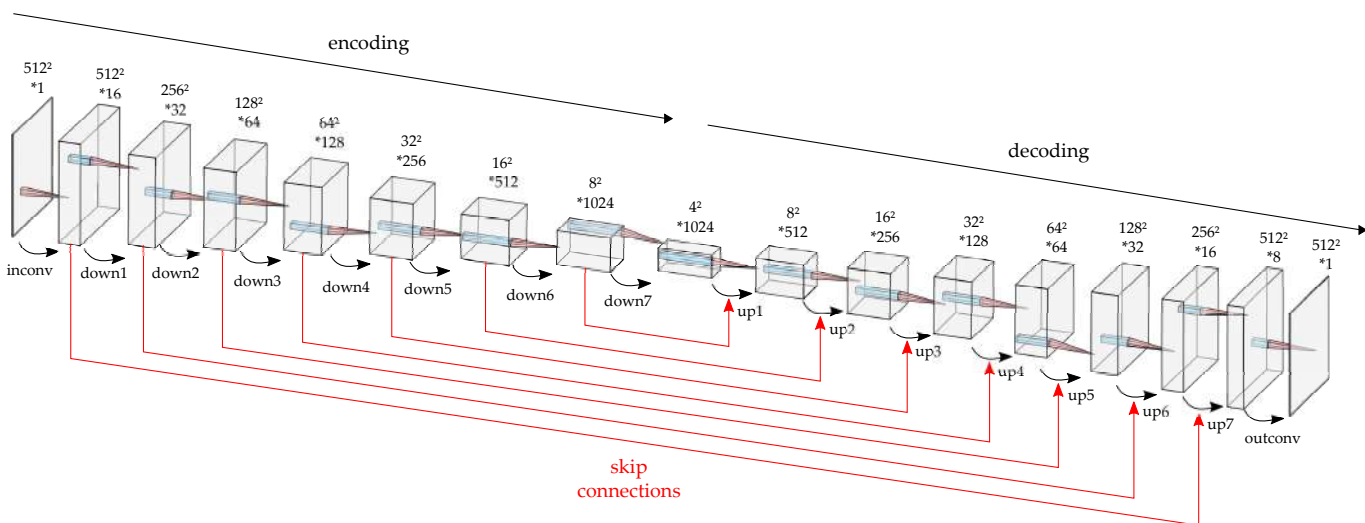 encoding
decoding
512²
*1
512²
*16
256²
*32
128²
*64
64²
*128
32²
*256
16²
*512
8²
*1024
4²
*1024
8²
*512
16²
*256
32²
*128
64²
*64
128²
*32
256²
*16
512²
*8
512²
*1
inconv
down1
down2
down3
down4
down5
down6
down7
up1
up2
up3
up4
up5
up6
up7
outconv
skip
connections